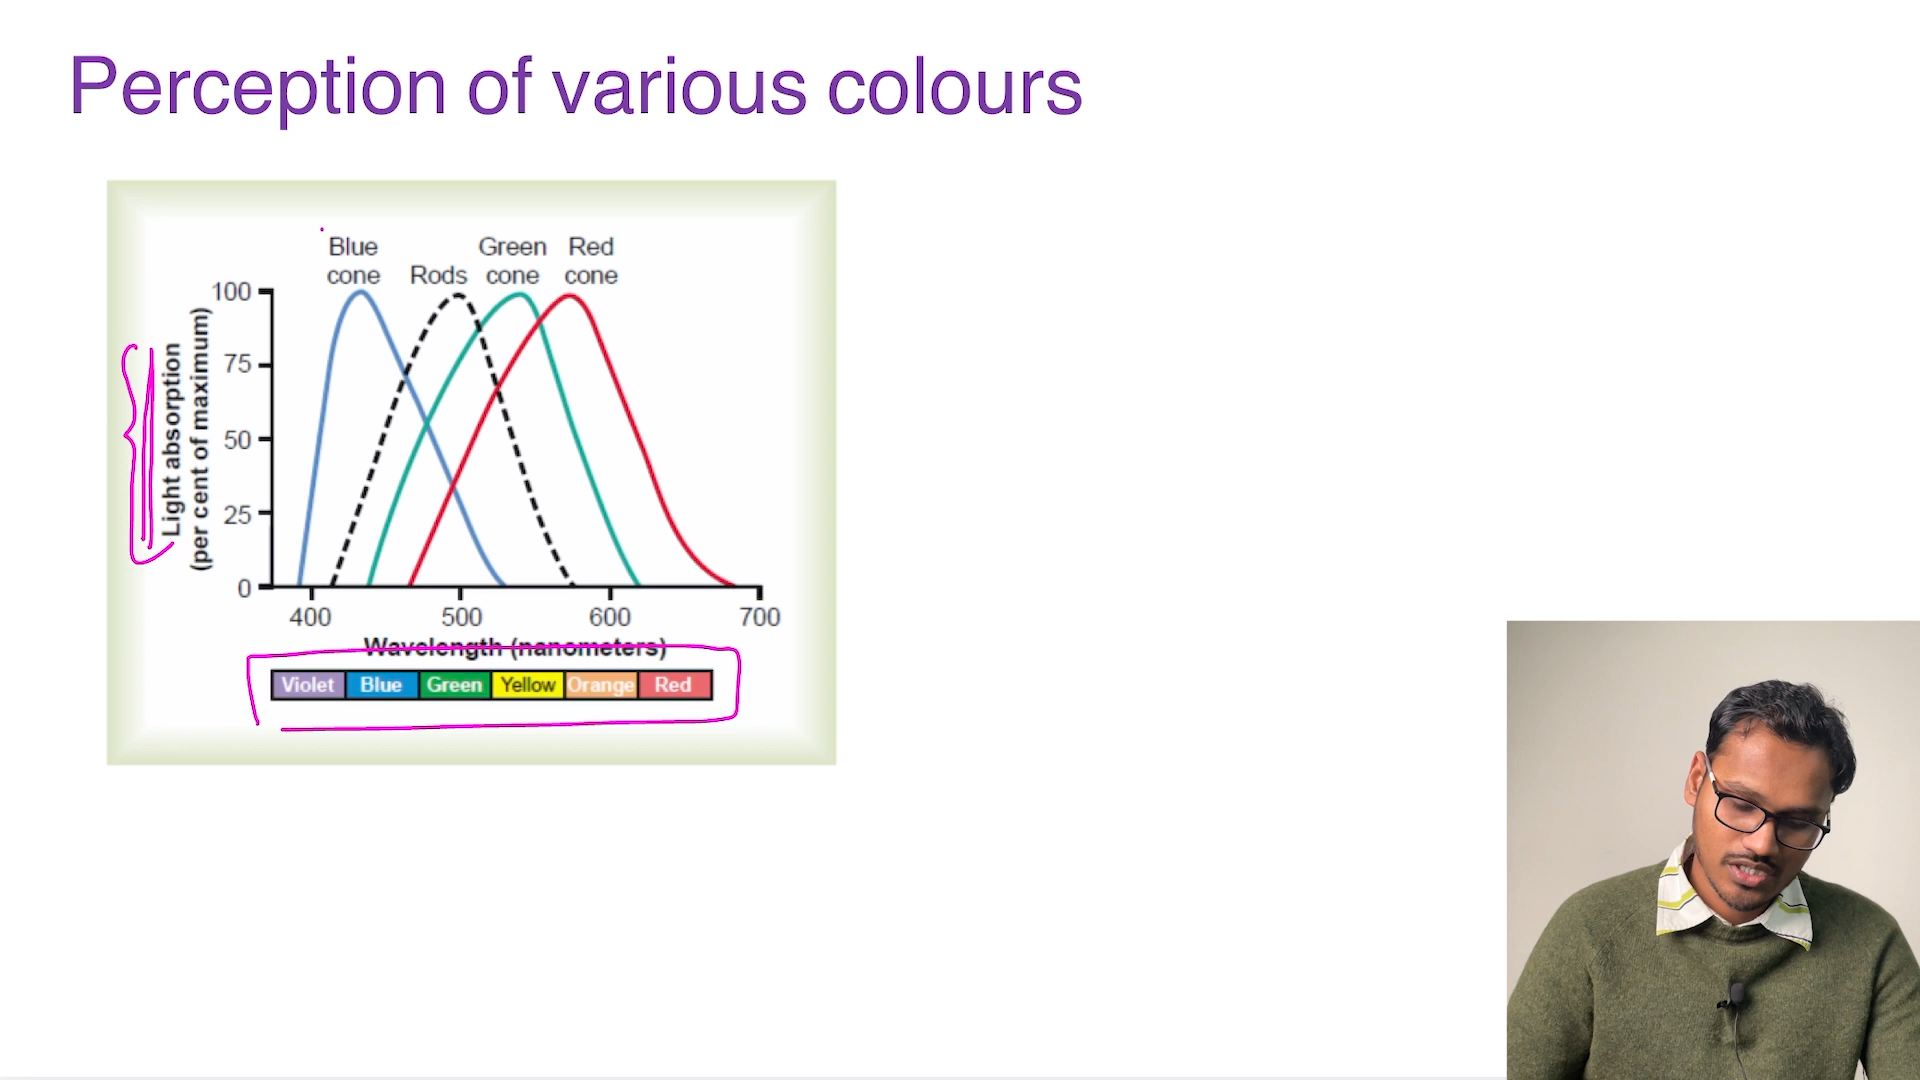 Perception of various colours
Blue cone
Rods
Green cone
Red cone
100
75
50
25
0
Light absorption
(per cent of maximum)
400 500 600 700
Wavelength (nanometers)
Violet Blue Green Yellow Orange Red